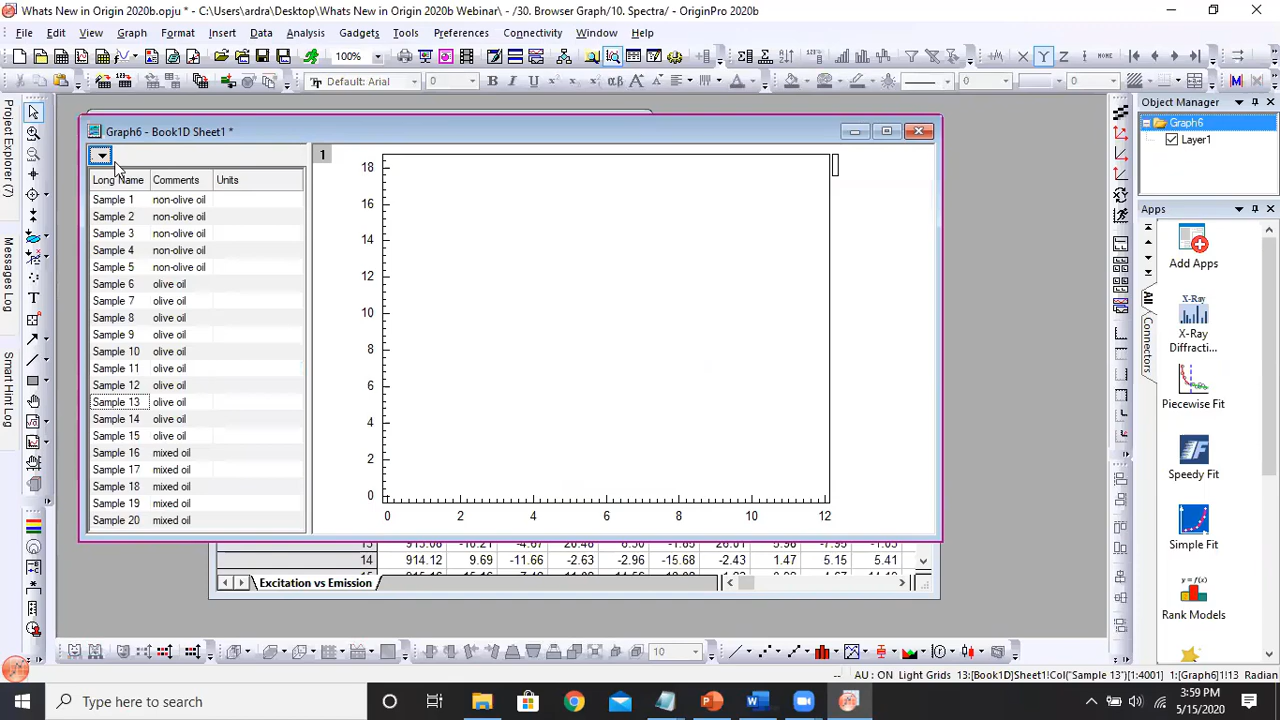 Whats New in Origin 2020b.opju * - C:\Users\ardra\Desktop\Whats New in Origin 2020b Webinar\ - /30. Browser Graph/10. Spectra/ - OriginPro 2020b
File Edit View Graph Format Insert Data Analysis Gadgets Tools Preferences Connectivity Window Help
100%
Default: Arial 0 B I U 0 0
Project Explorer (7)
Messages Log
Smart Hint Log
Graph6 - Book1D Sheet1 *
1
Long Name Comments Units
Sample 1 non-olive oil
Sample 2 non-olive oil
Sample 3 non-olive oil
Sample 4 non-olive oil
Sample 5 non-olive oil
Sample 6 olive oil
Sample 7 olive oil
Sample 8 olive oil
Sample 9 olive oil
Sample 10 olive oil
Sample 11 olive oil
Sample 12 olive oil
Sample 13 olive oil
Sample 14 olive oil
Sample 15 olive oil
Sample 16 mixed oil
Sample 17 mixed oil
Sample 18 mixed oil
Sample 19 mixed oil
Sample 20 mixed oil
18
16
14
12
10
8
6
4
2
0
0 2 4 6 8 10 12
14 914.12 9.69 -11.66 -2.63 -2.96 -15.68 1.47 5.15 5.41
Excitation vs Emission
Object Manager
Graph6
Layer1
Apps
All
Connectors
Add Apps
X-Ray
Diffracti...
Piecewise Fit
Speedy Fit
Simple Fit
y = f(x)
Rank Models
10
-- AU : ON Light Grids 13:[Book1D]Sheet1!Col("Sample 13")[1:4001] 1:[Graph6]1!13 Radian
Type here to search
3:59 PM
5/15/2020